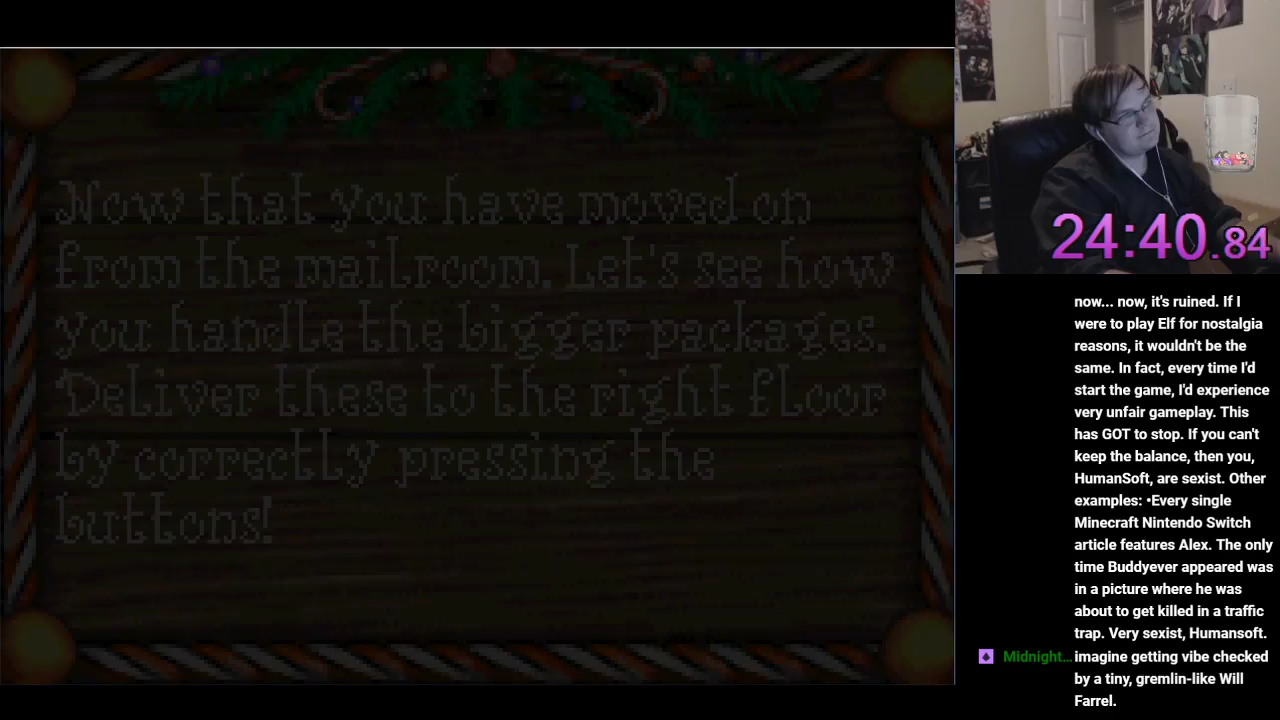 Now that you have moved on
from the mailroom. Let's see how
you handle the bigger packages.
Deliver these to the right floor
by correctly pressing the
buttons!
24:40.84
now... now, it's ruined. If I
were to play Elf for nostalgia
reasons, it wouldn't be the
same. In fact, every time I'd
start the game, I'd experience
very unfair gameplay. This
has GOT to stop. If you can't
keep the balance, then you,
HumanSoft, are sexist. Other
examples: •Every single
Minecraft Nintendo Switch
article features Alex. The only
time Buddyever appeared was
in a picture where he was
about to get killed in a traffic
trap. Very sexist, Humansoft.
Midnight... imagine getting vibe checked
by a tiny, gremlin-like Will
Farrel.